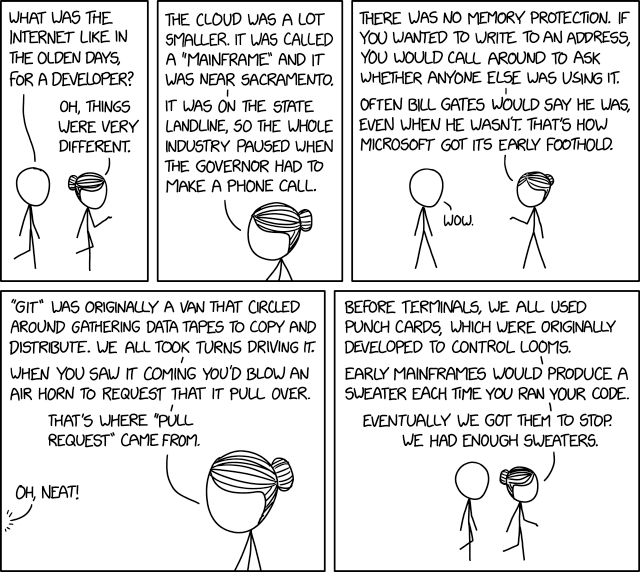 WHAT WAS THE
INTERNET LIKE IN
THE OLDEN DAYS,
FOR A DEVELOPER?
OH, THINGS
WERE VERY
DIFFERENT.
THE CLOUD WAS A LOT
SMALLER. IT WAS CALLED
A "MAINFRAME" AND IT
WAS NEAR SACRAMENTO.
IT WAS ON THE STATE
LANDLINE, SO THE WHOLE
INDUSTRY PAUSED WHEN
THE GOVERNOR HAD TO
MAKE A PHONE CALL.
THERE WAS NO MEMORY PROTECTION. IF
YOU WANTED TO WRITE TO AN ADDRESS,
YOU WOULD CALL AROUND TO ASK
WHETHER ANYONE ELSE WAS USING IT.
OFTEN BILL GATES WOULD SAY HE WAS,
EVEN WHEN HE WASN'T. THAT'S HOW
MICROSOFT GOT ITS EARLY FOOTHOLD.
WOW.
"GIT" WAS ORIGINALLY A VAN THAT CIRCLED
AROUND GATHERING DATA TAPES TO COPY AND
DISTRIBUTE. WE ALL TOOK TURNS DRIVING IT.
WHEN YOU SAW IT COMING YOU'D BLOW AN
AIR HORN TO REQUEST THAT IT PULL OVER.
THAT'S WHERE "PULL
REQUEST" CAME FROM.
OH, NEAT!
BEFORE TERMINALS, WE ALL USED
PUNCH CARDS, WHICH WERE ORIGINALLY
DEVELOPED TO CONTROL LOOMS.
EARLY MAINFRAMES WOULD PRODUCE A
SWEATER EACH TIME YOU RAN YOUR CODE.
EVENTUALLY WE GOT THEM TO STOP.
WE HAD ENOUGH SWEATERS.